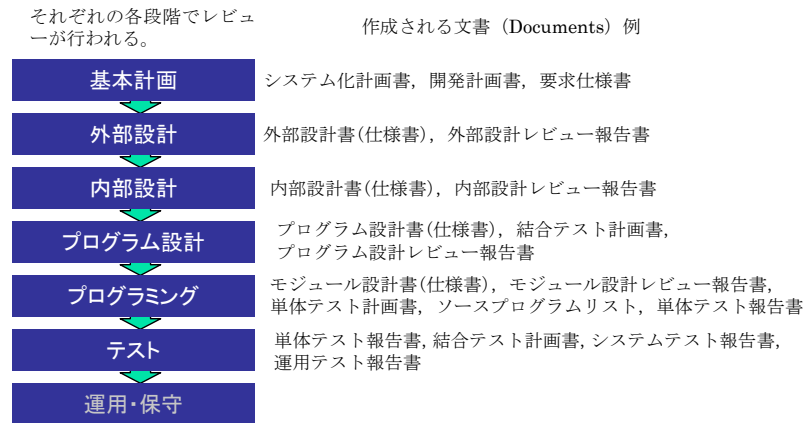 それぞれの各段階でレビュ
ーが行われる。
作成される文書（Documents）例
基本計画
システム化計画書，開発計画書，要求仕様書
外部設計
外部設計書(仕様書)，外部設計レビュー報告書
内部設計
内部設計書(仕様書)，内部設計レビュー報告書
プログラム設計
プログラム設計書(仕様書)，結合テスト計画書，
プログラム設計レビュー報告書
プログラミング
モジュール設計書(仕様書)，モジュール設計レビュー報告書，
単体テスト計画書，ソースプログラムリスト，単体テスト報告書
テスト
単体テスト報告書，結合テスト計画書，システムテスト報告書，
運用テスト報告書
運用・保守